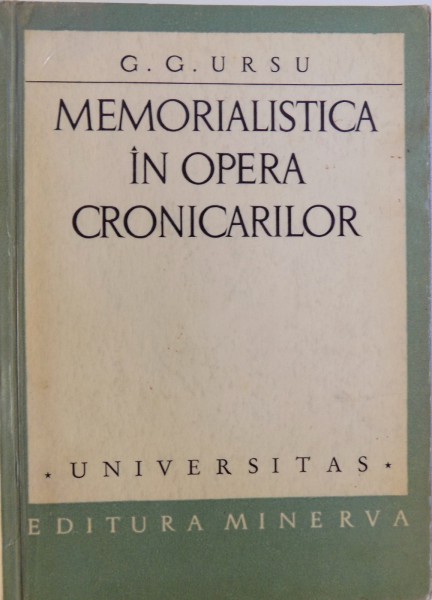 G. G. URSU
MEMORIALISTICA
ÎN OPERA
CRONICARILOR
* UNIVERSITAS *
EDITURA MINERVA